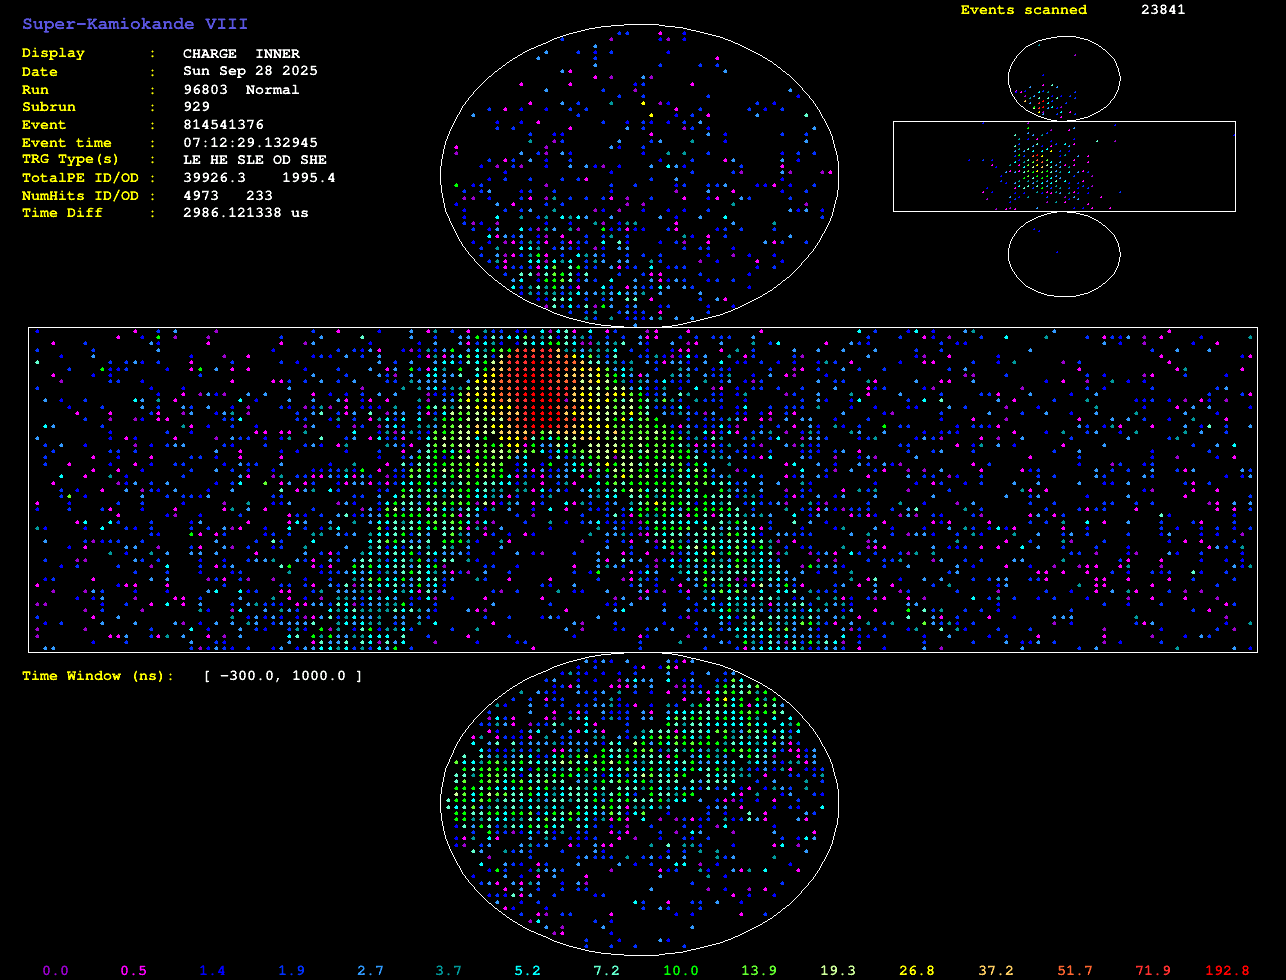 Super-Kamiokande VIII
Events scanned 23841
Display : CHARGE INNER
Date : Sun Sep 28 2025
Run : 96803 Normal
Subrun : 929
Event : 814541376
Event time : 07:12:29.132945
TRG Type(s) : LE HE SLE OD SHE
TotalPE ID/OD : 39926.3 1995.4
NumHits ID/OD : 4973 233
Time Diff : 2986.121338 us
Time Window (ns): [ -300.0, 1000.0 ]
0.0 0.5 1.4 1.9 2.7 3.7 5.2 7.2 10.0 13.9 19.3 26.8 37.2 51.7 71.9 192.8